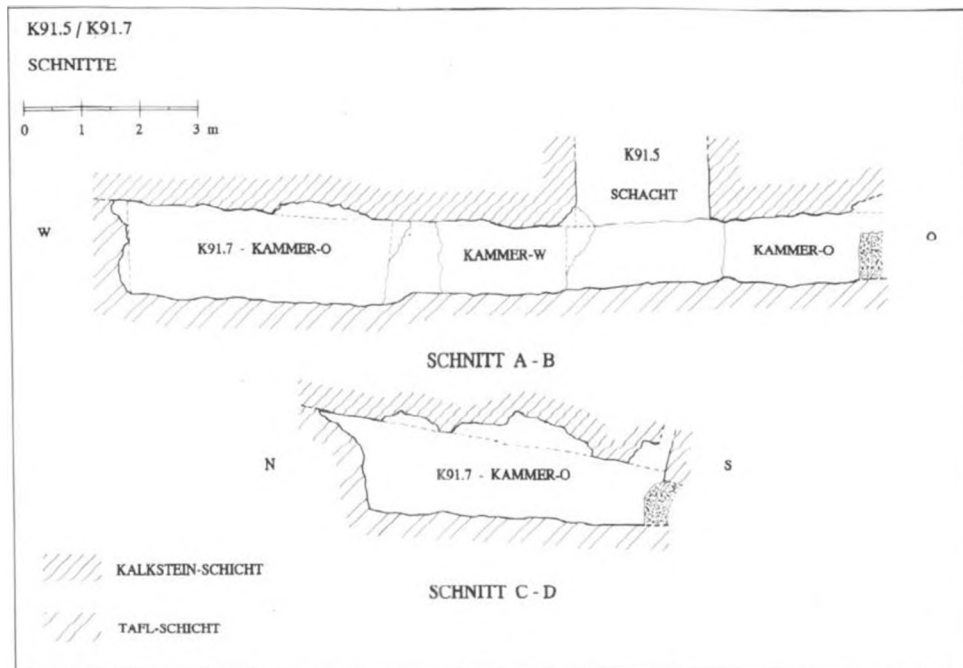 K91.5 / K91.7
SCHNITTE
0 1 2 3 m
K91.5
SCHACHT
W
K91.7 - KAMMER-O
KAMMER-W
KAMMER-O
O
SCHNITT A - B
N
K91.7 - KAMMER-O
S
KALKSTEIN-SCHICHT
SCHNITT C - D
TAFL-SCHICHT